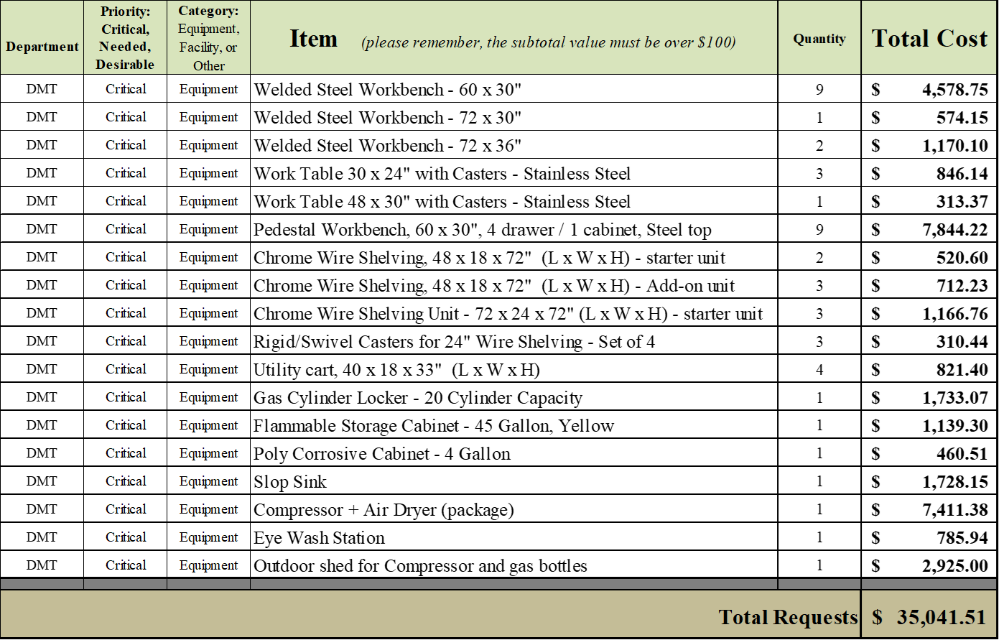 Department Priority: Critical, Needed, Desirable Category: Equipment, Facility, or Other Item (please remember, the subtotal value must be over $100) Quantity Total Cost
DMT Critical Equipment Welded Steel Workbench - 60 x 30" 9 $ 4,578.75
DMT Critical Equipment Welded Steel Workbench - 72 x 30" 1 $ 574.15
DMT Critical Equipment Welded Steel Workbench - 72 x 36" 2 $ 1,170.10
DMT Critical Equipment Work Table 30 x 24" with Casters - Stainless Steel 3 $ 846.14
DMT Critical Equipment Work Table 48 x 30" with Casters - Stainless Steel 1 $ 313.37
DMT Critical Equipment Pedestal Workbench, 60 x 30", 4 drawer / 1 cabinet, Steel top 9 $ 7,844.22
DMT Critical Equipment Chrome Wire Shelving, 48 x 18 x 72" (L x W x H) - starter unit 2 $ 520.60
DMT Critical Equipment Chrome Wire Shelving, 48 x 18 x 72" (L x W x H) - Add-on unit 3 $ 712.23
DMT Critical Equipment Chrome Wire Shelving Unit - 72 x 24 x 72" (L x W x H) - starter unit 3 $ 1,166.76
DMT Critical Equipment Rigid/Swivel Casters for 24" Wire Shelving - Set of 4 3 $ 310.44
DMT Critical Equipment Utility cart, 40 x 18 x 33" (L x W x H) 4 $ 821.40
DMT Critical Equipment Gas Cylinder Locker - 20 Cylinder Capacity 1 $ 1,733.07
DMT Critical Equipment Flammable Storage Cabinet - 45 Gallon, Yellow 1 $ 1,139.30
DMT Critical Equipment Poly Corrosive Cabinet - 4 Gallon 1 $ 460.51
DMT Critical Equipment Slop Sink 1 $ 1,728.15
DMT Critical Equipment Compressor + Air Dryer (package) 1 $ 7,411.38
DMT Critical Equipment Eye Wash Station 1 $ 785.94
DMT Critical Equipment Outdoor shed for Compressor and gas bottles 1 $ 2,925.00
Total Requests $ 35,041.51